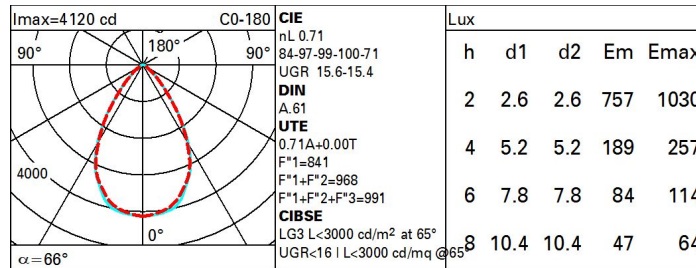 Imax=4120 cd C0-180
90° 180° 90°
4000
0°
α=66°
CIE
nL 0.71
84-97-99-100-71
UGR 15.6-15.4
DIN
A.61
UTE
0.71A+0.00T
F"1=841
F"1+F"2=968
F"1+F"2+F"3=991
CIBSE
LG3 L<3000 cd/m² at 65°
UGR<16 | L<3000 cd/mq @65°
Lux
h d1 d2 Em Emax
2 2.6 2.6 757 1030
4 5.2 5.2 189 257
6 7.8 7.8 84 114
8 10.4 10.4 47 64